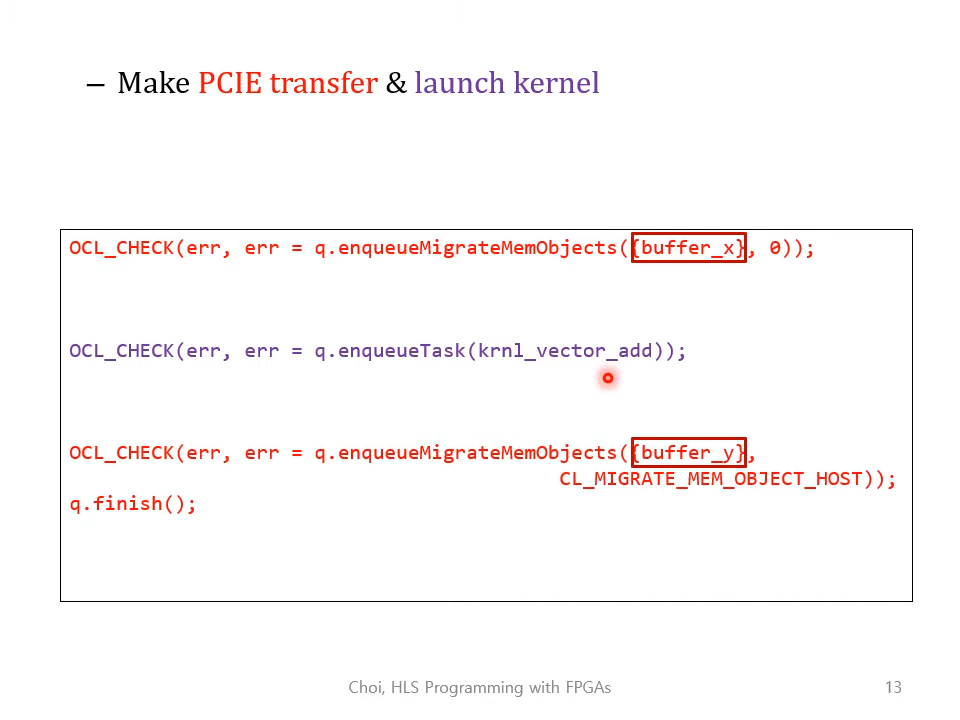 – Make PCIE transfer & launch kernel
OCL_CHECK(err, err = q.enqueueMigrateMemObjects({buffer_x}, 0));
OCL_CHECK(err, err = q.enqueueTask(krnl_vector_add));
OCL_CHECK(err, err = q.enqueueMigrateMemObjects({buffer_y},
CL_MIGRATE_MEM_OBJECT_HOST));
q.finish();
Choi, HLS Programming with FPGAs
13